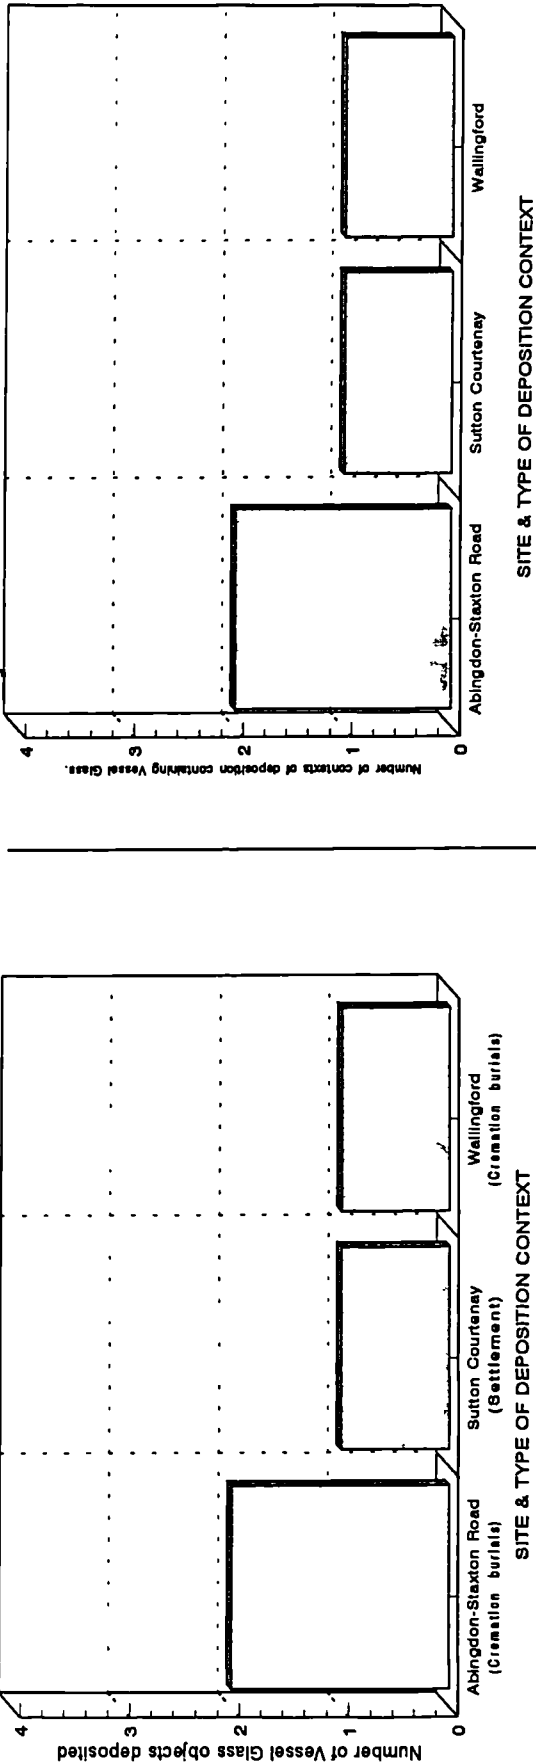 Number of Vessel Glass objects deposited
4
3
2
1
0
Abingdon-Staxton Road
(Cremation burials)
Sutton Courtenay
(Settlement)
Wallingford
(Cremation burials)
SITE & TYPE OF DEPOSITION CONTEXT
Number of contexts of deposition containing Vessel Glass.
4
3
2
1
0
Abingdon-Staxton Road
Sutton Courtenay
Wallingford
SITE & TYPE OF DEPOSITION CONTEXT